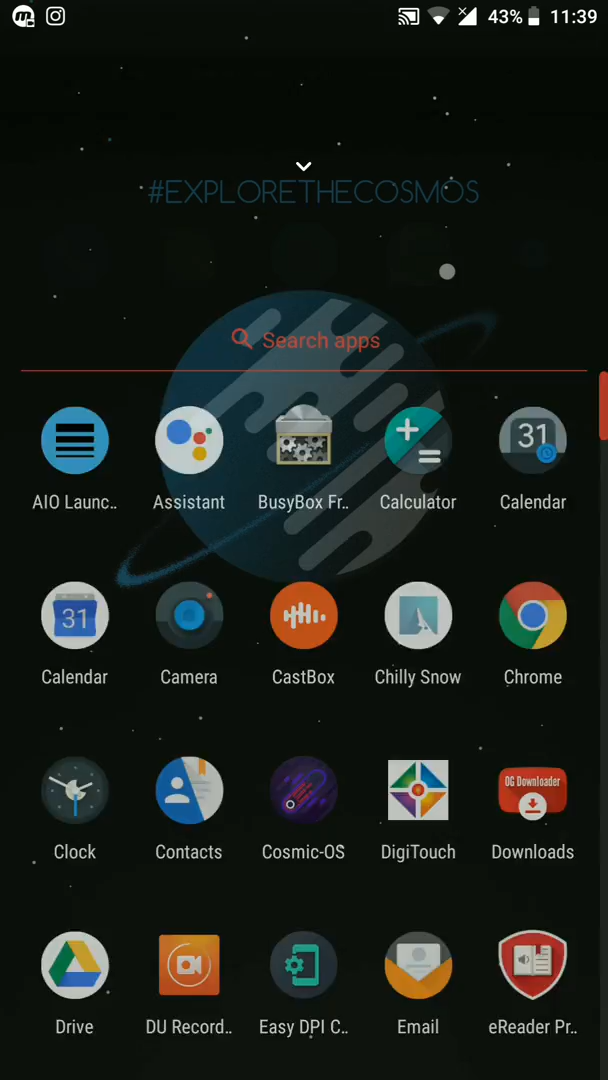 43% 11:39
#EXPLORETHECOSMOS
Search apps
31
AIO Launc.. Assistant BusyBox Fr.. Calculator Calendar
31
Calendar Camera CastBox Chilly Snow Chrome
OG Downloader
Clock Contacts Cosmic-OS DigiTouch Downloads
Drive DU Record.. Easy DPI C.. Email eReader Pr..